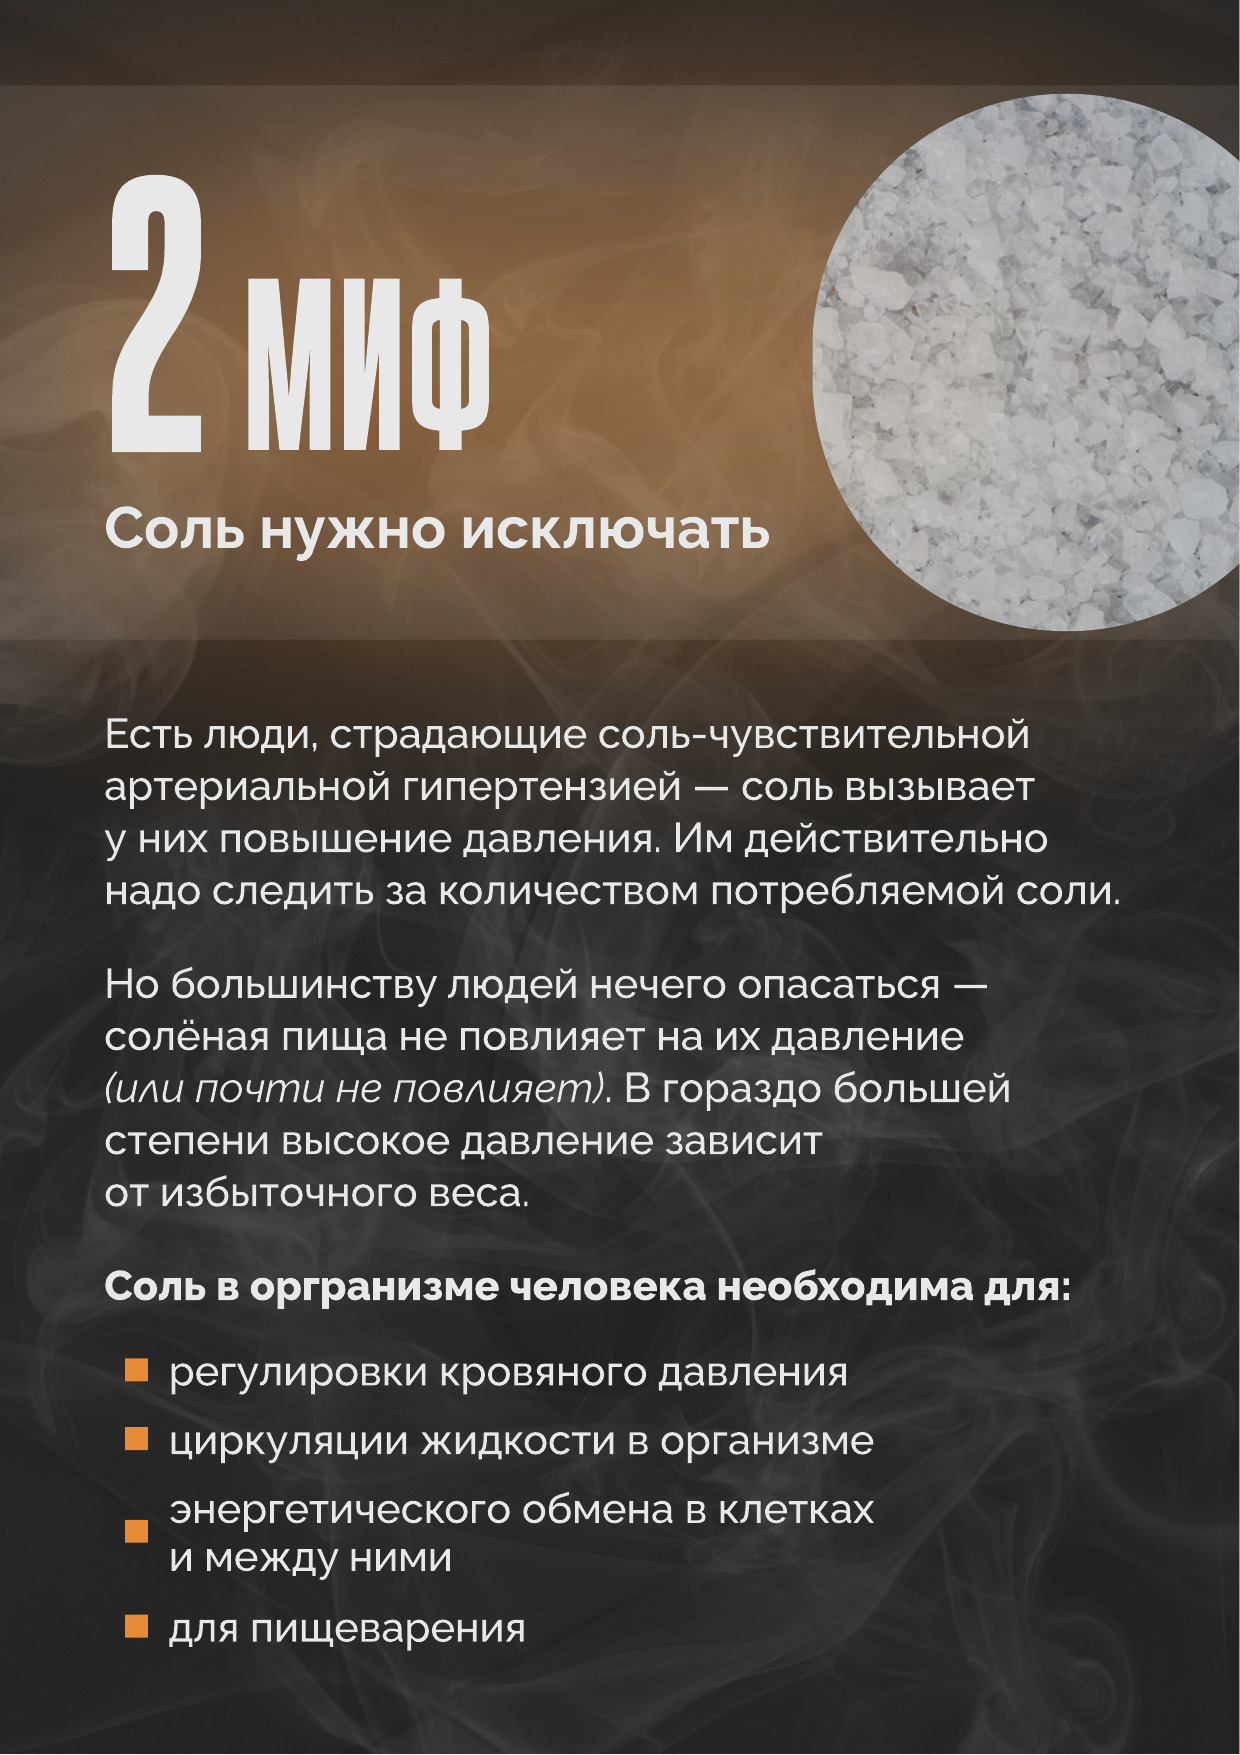 2 МИФ
Соль нужно исключать
Есть люди, страдающие соль-чувствительной
артериальной гипертензией — соль вызывает
у них повышение давления. Им действительно
надо следить за количеством потребляемой соли.
Но большинству людей нечего опасаться —
солёная пища не повлияет на их давление
(или почти не повлияет). В гораздо большей
степени высокое давление зависит
от избыточного веса.
Соль в оргранизме человека необходима для:
регулировки кровяного давления
циркуляции жидкости в организме
энергетического обмена в клетках
и между ними
для пищеварения